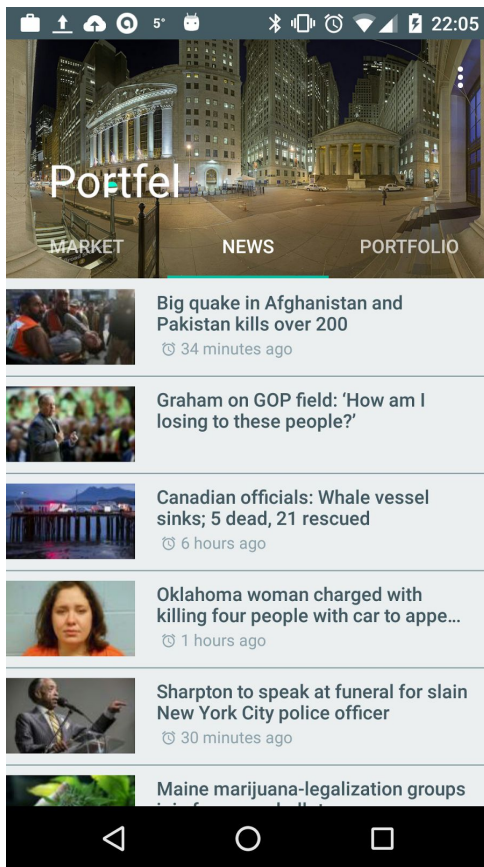 5° 22:05
Portfel
MARKET NEWS PORTFOLIO
Big quake in Afghanistan and
Pakistan kills over 200
34 minutes ago
Graham on GOP field: ‘How am I
losing to these people?’
Canadian officials: Whale vessel
sinks; 5 dead, 21 rescued
6 hours ago
Oklahoma woman charged with
killing four people with car to appe…
1 hours ago
Sharpton to speak at funeral for slain
New York City police officer
30 minutes ago
Maine marijuana-legalization groups